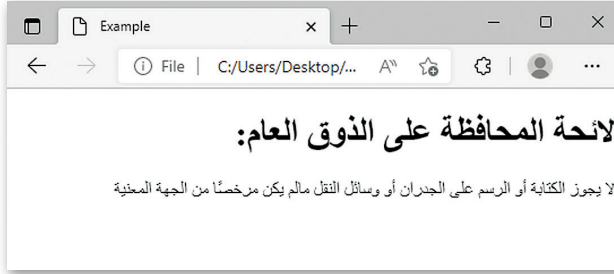 Example
File
C:/Users/Desktop/...
لائحة المحافظة على الذوق العام:
لا يجوز الكتابة أو الرسم على الجدران أو وسائل النقل مالم يكن مرخصًا من الجهة المعنية